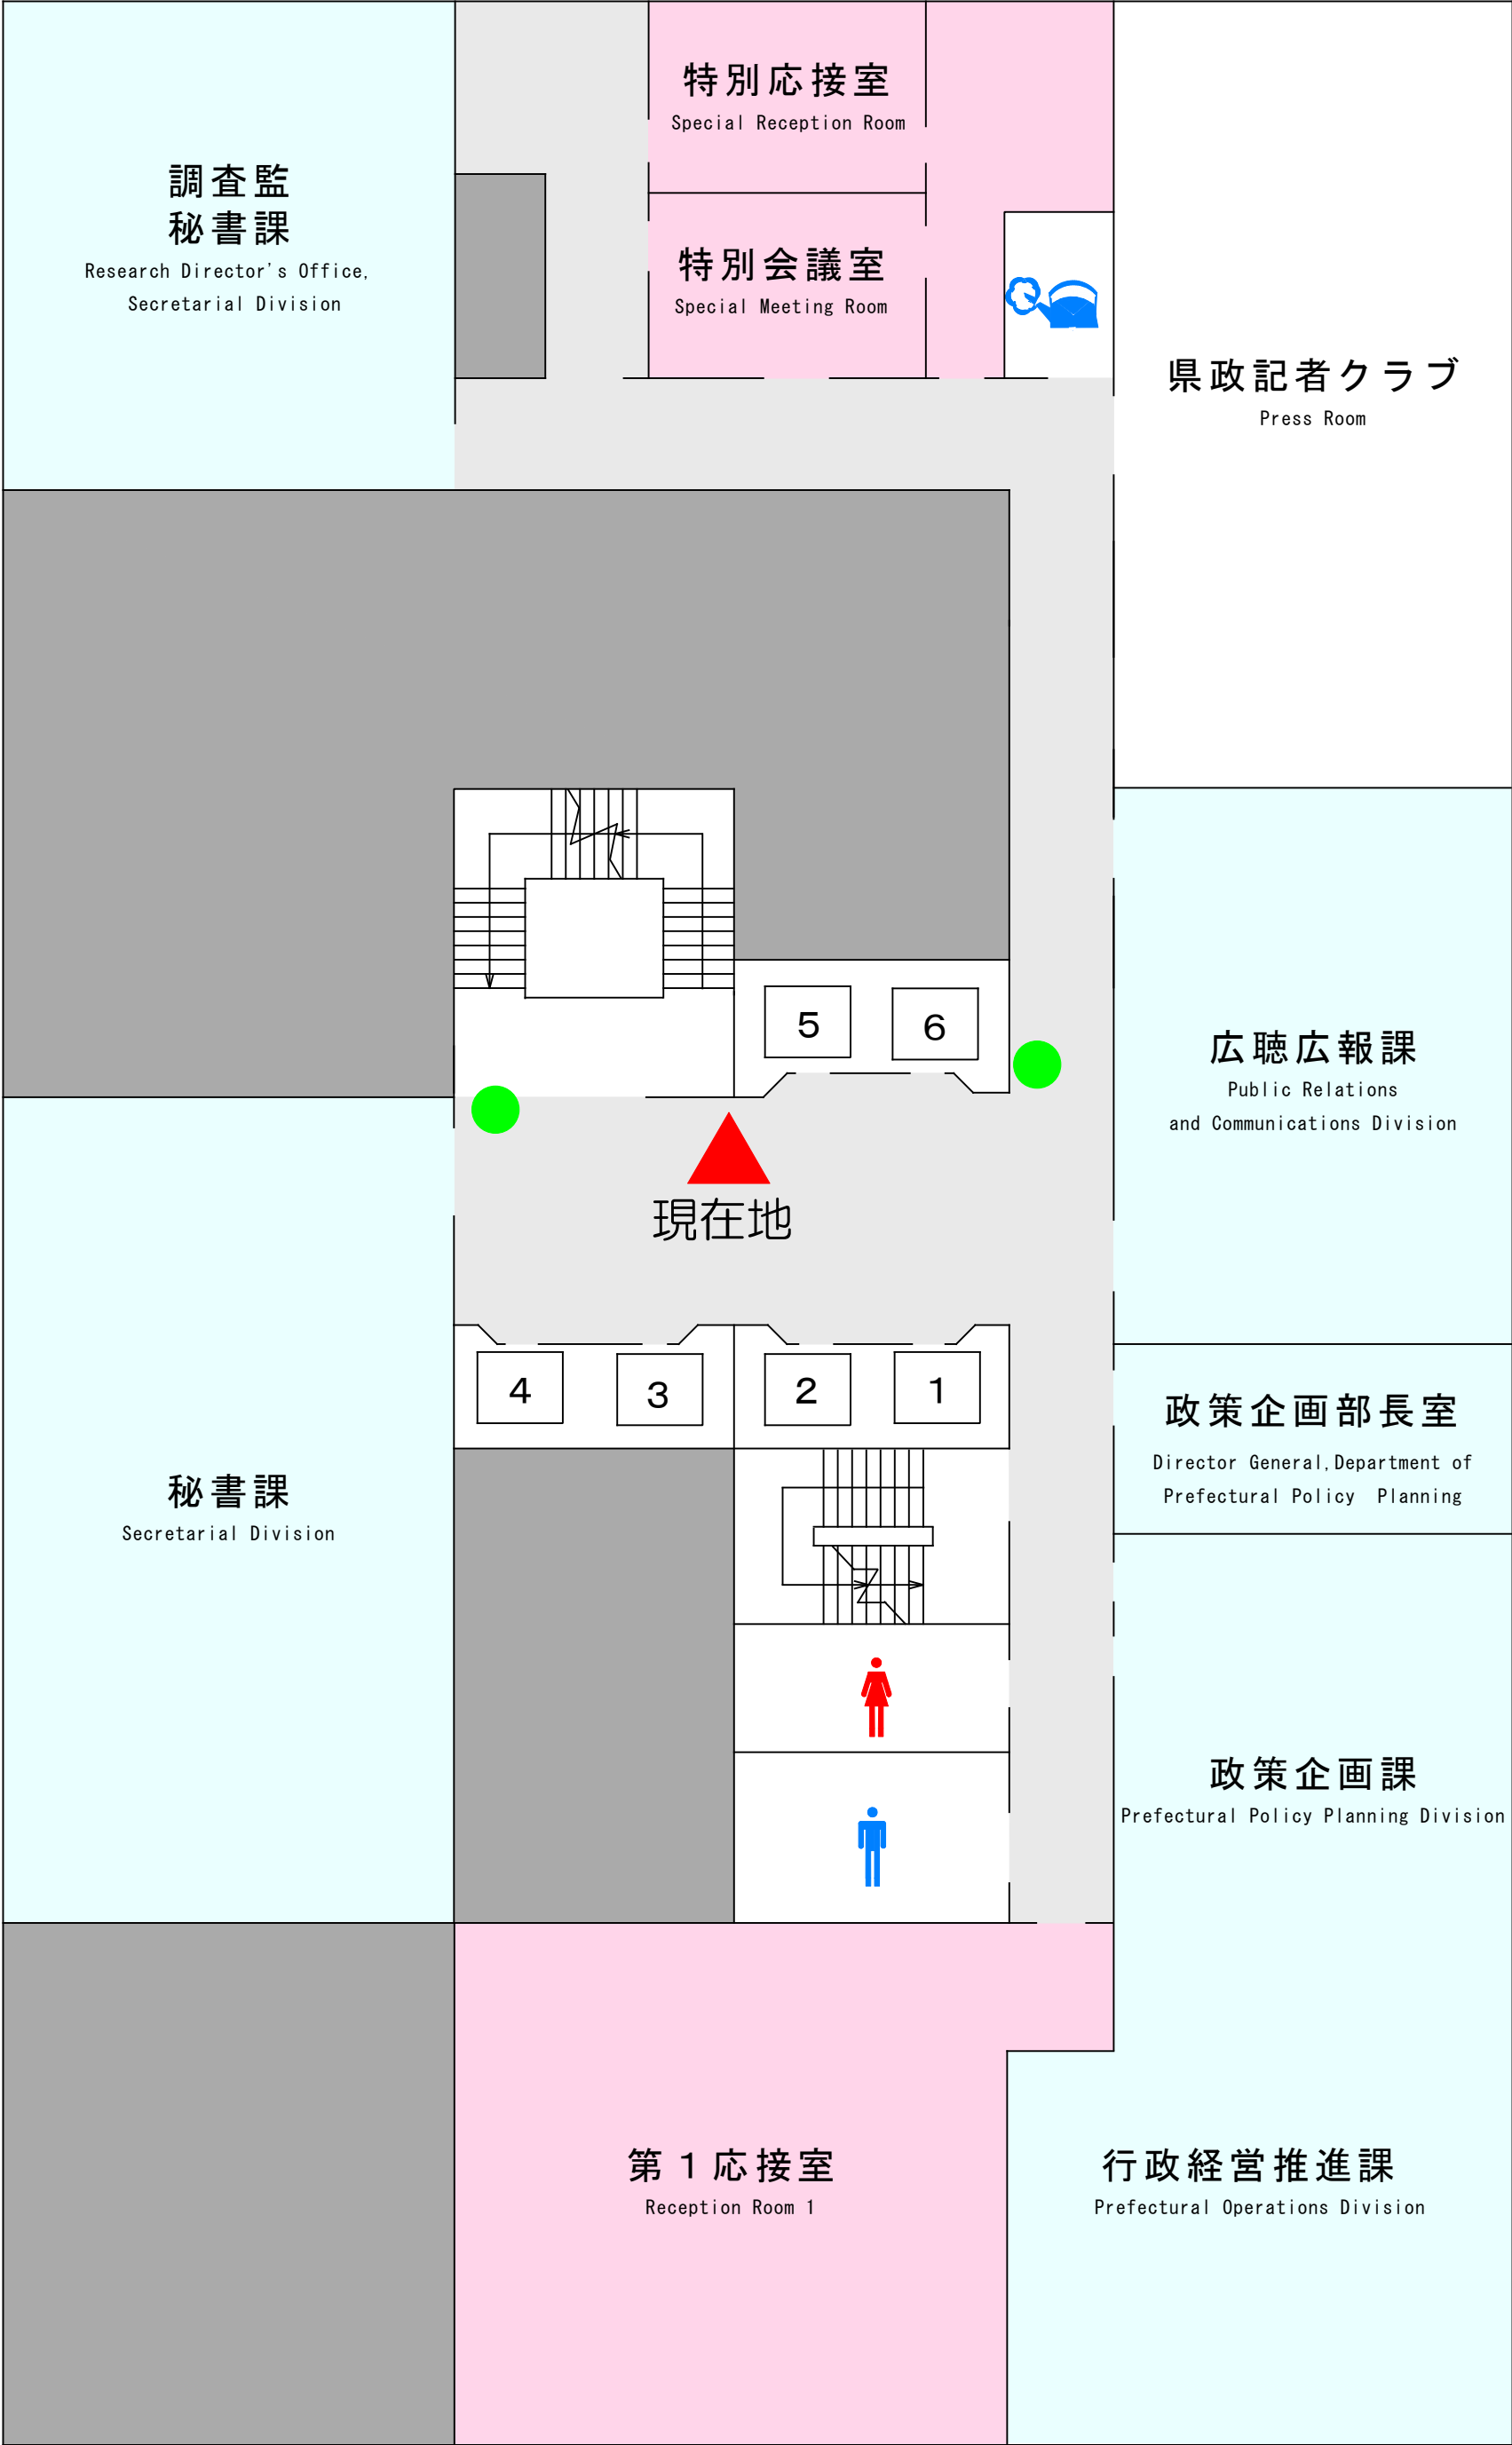 特別応接室
Special Reception Room
調査監
秘書課
Research Director's Office,
Secretarial Division
特別会議室
Special Meeting Room
県政記者クラブ
Press Room
5
6
広聴広報課
Public Relations
and Communications Division
現在地
4
3
2
1
政策企画部長室
Director General,Department of
Prefectural Policy Planning
秘書課
Secretarial Division
政策企画課
Prefectural Policy Planning Division
第１応接室
Reception Room 1
行政経営推進課
Prefectural Operations Division